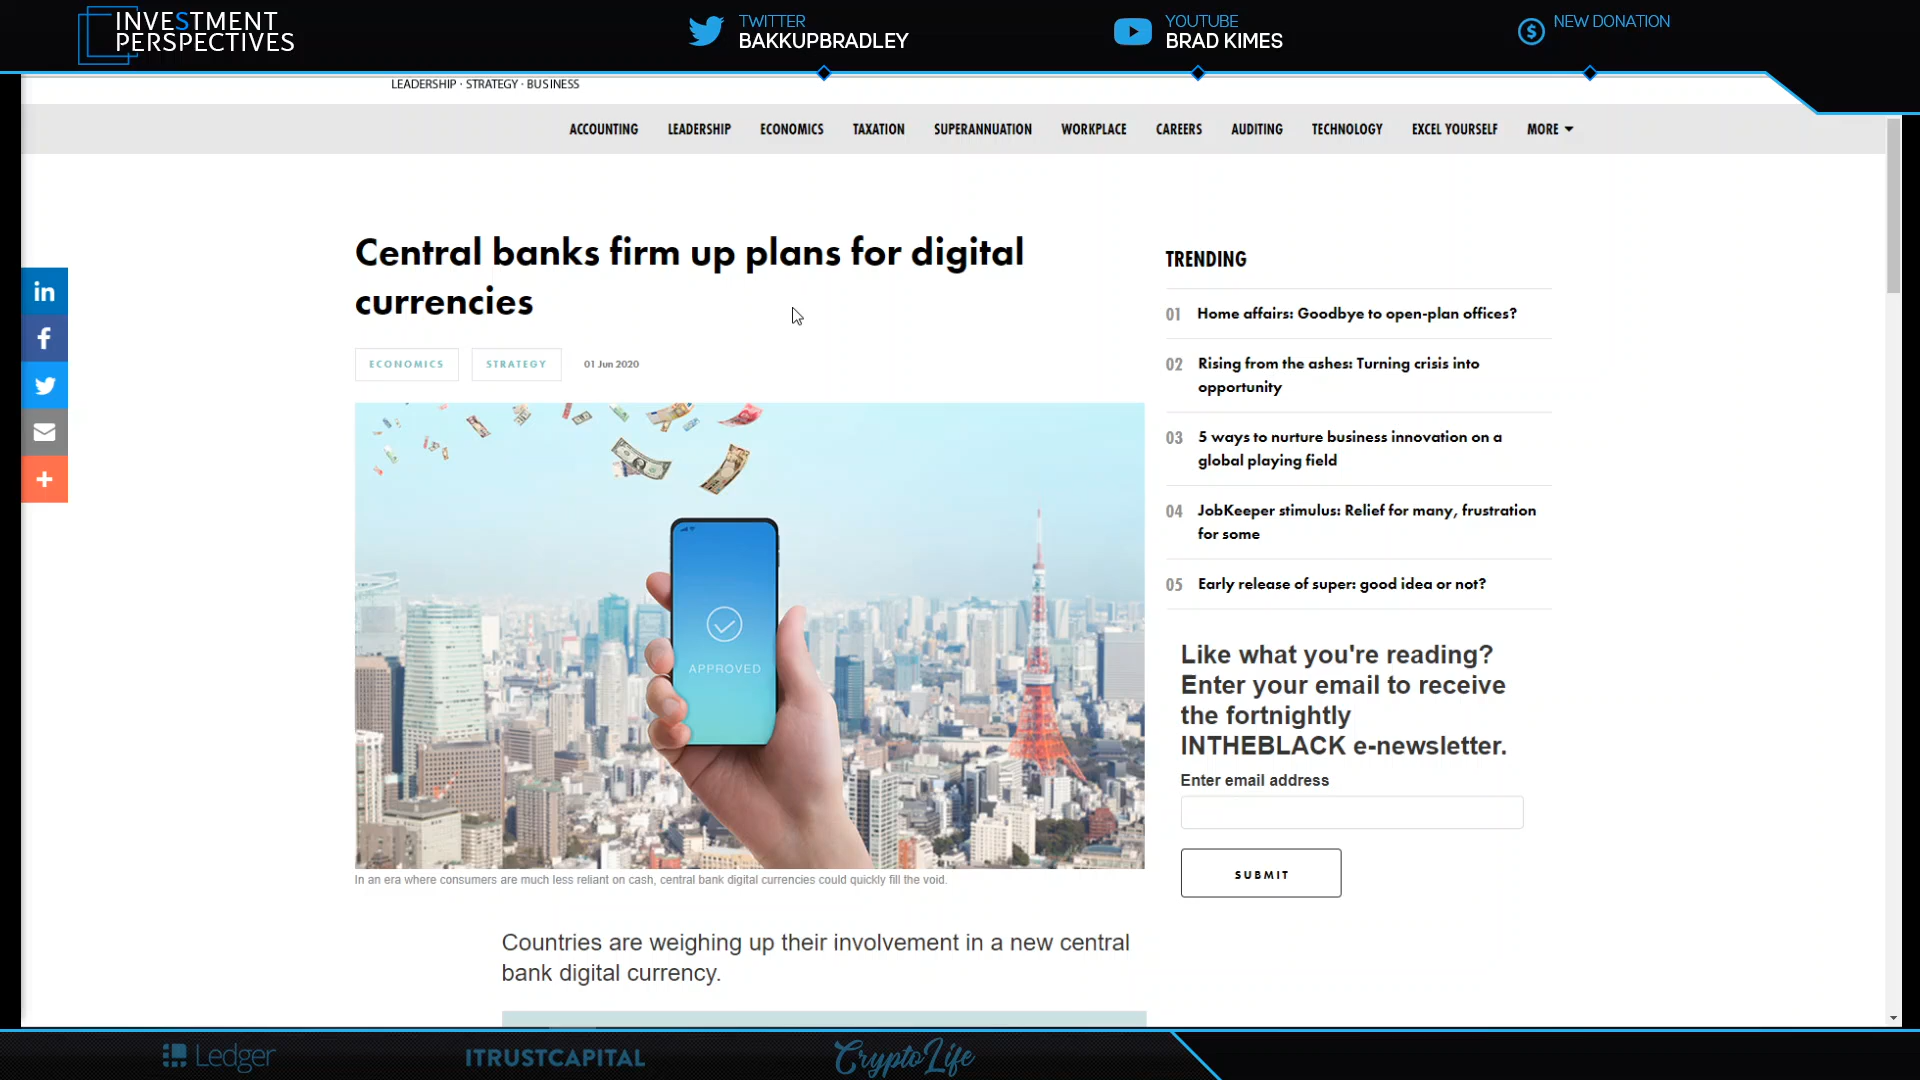 INVESTMENT
PERSPECTIVES
TWITTER
BAKKUPBRADLEY
YOUTUBE
BRAD KIMES
NEW DONATION
LEADERSHIP · STRATEGY · BUSINESS
ACCOUNTING LEADERSHIP ECONOMICS TAXATION SUPERANNUATION WORKPLACE CAREERS AUDITING TECHNOLOGY EXCEL YOURSELF MORE
Central banks firm up plans for digital
currencies
ECONOMICS STRATEGY 01 Jun 2020
APPROVED
In an era where consumers are much less reliant on cash, central bank digital currencies could quickly fill the void.
Countries are weighing up their involvement in a new central
bank digital currency.
TRENDING
01 Home affairs: Goodbye to open-plan offices?
02 Rising from the ashes: Turning crisis into
opportunity
03 5 ways to nurture business innovation on a
global playing field
04 JobKeeper stimulus: Relief for many, frustration
for some
05 Early release of super: good idea or not?
Like what you're reading?
Enter your email to receive
the fortnightly
INTHEBLACK e-newsletter.
Enter email address
SUBMIT
Ledger
ITRUSTCAPITAL
CryptoLife